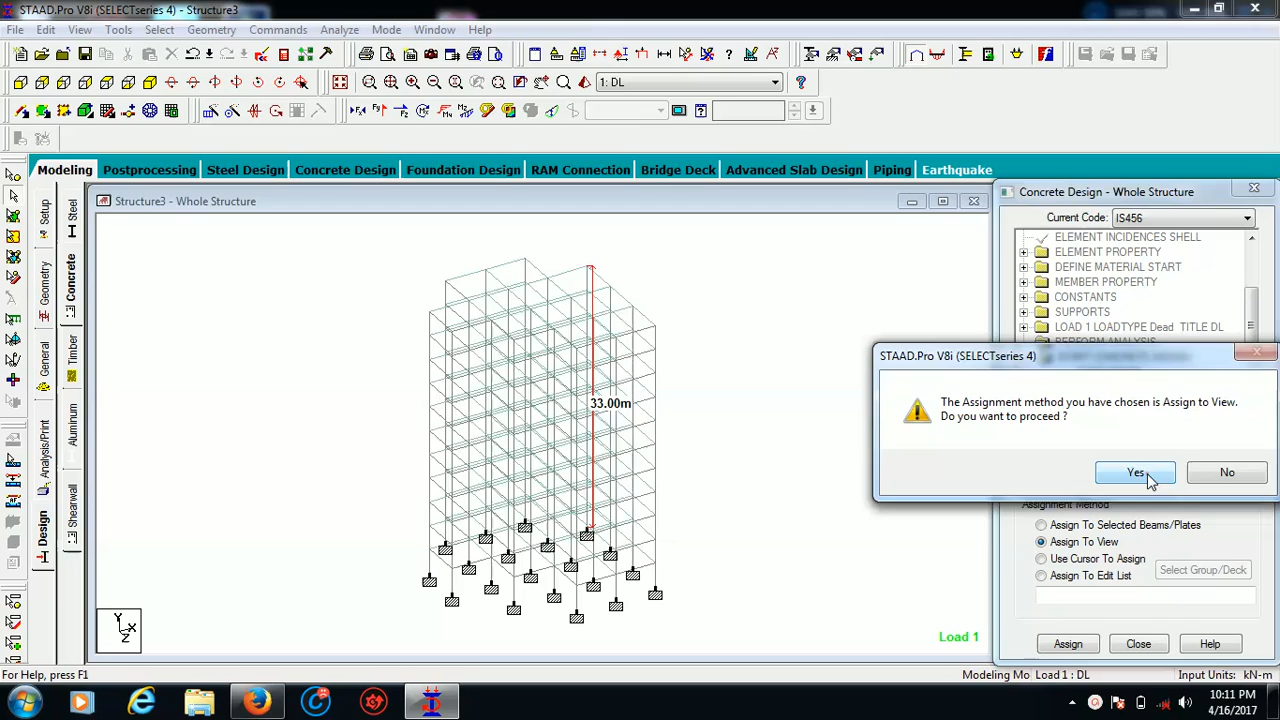 STAAD.Pro V8i (SELECTseries 4) - Structure3
File Edit View Tools Select Geometry Commands Analyze Mode Window Help
1: DL
Modeling Postprocessing Steel Design Concrete Design Foundation Design RAM Connection Bridge Deck Advanced Slab Design Piping Earthquake
Setup
Geometry
General
Analysis/Print
Design
Steel
Concrete
Timber
Aluminum
Shearwall
Structure3 - Whole Structure
33.00m
Y
X
Z
Load 1
Concrete Design - Whole Structure
Current Code: IS456
ELEMENT INCIDENCES SHELL
ELEMENT PROPERTY
DEFINE MATERIAL START
MEMBER PROPERTY
CONSTANTS
SUPPORTS
LOAD 1 LOADTYPE Dead TITLE DL
PERFORM ANALYSIS
STAAD.Pro V8i (SELECTseries 4)
The Assignment method you have chosen is Assign to View.
Do you want to proceed ?
Yes No
Assignment Method
Assign To Selected Beams/Plates
Assign To View
Use Cursor To Assign
Select Group/Deck
Assign To Edit List
Assign Close Help
For Help, press F1
Modeling Mo Load 1 : DL Input Units: kN-m
10:11 PM
4/16/2017